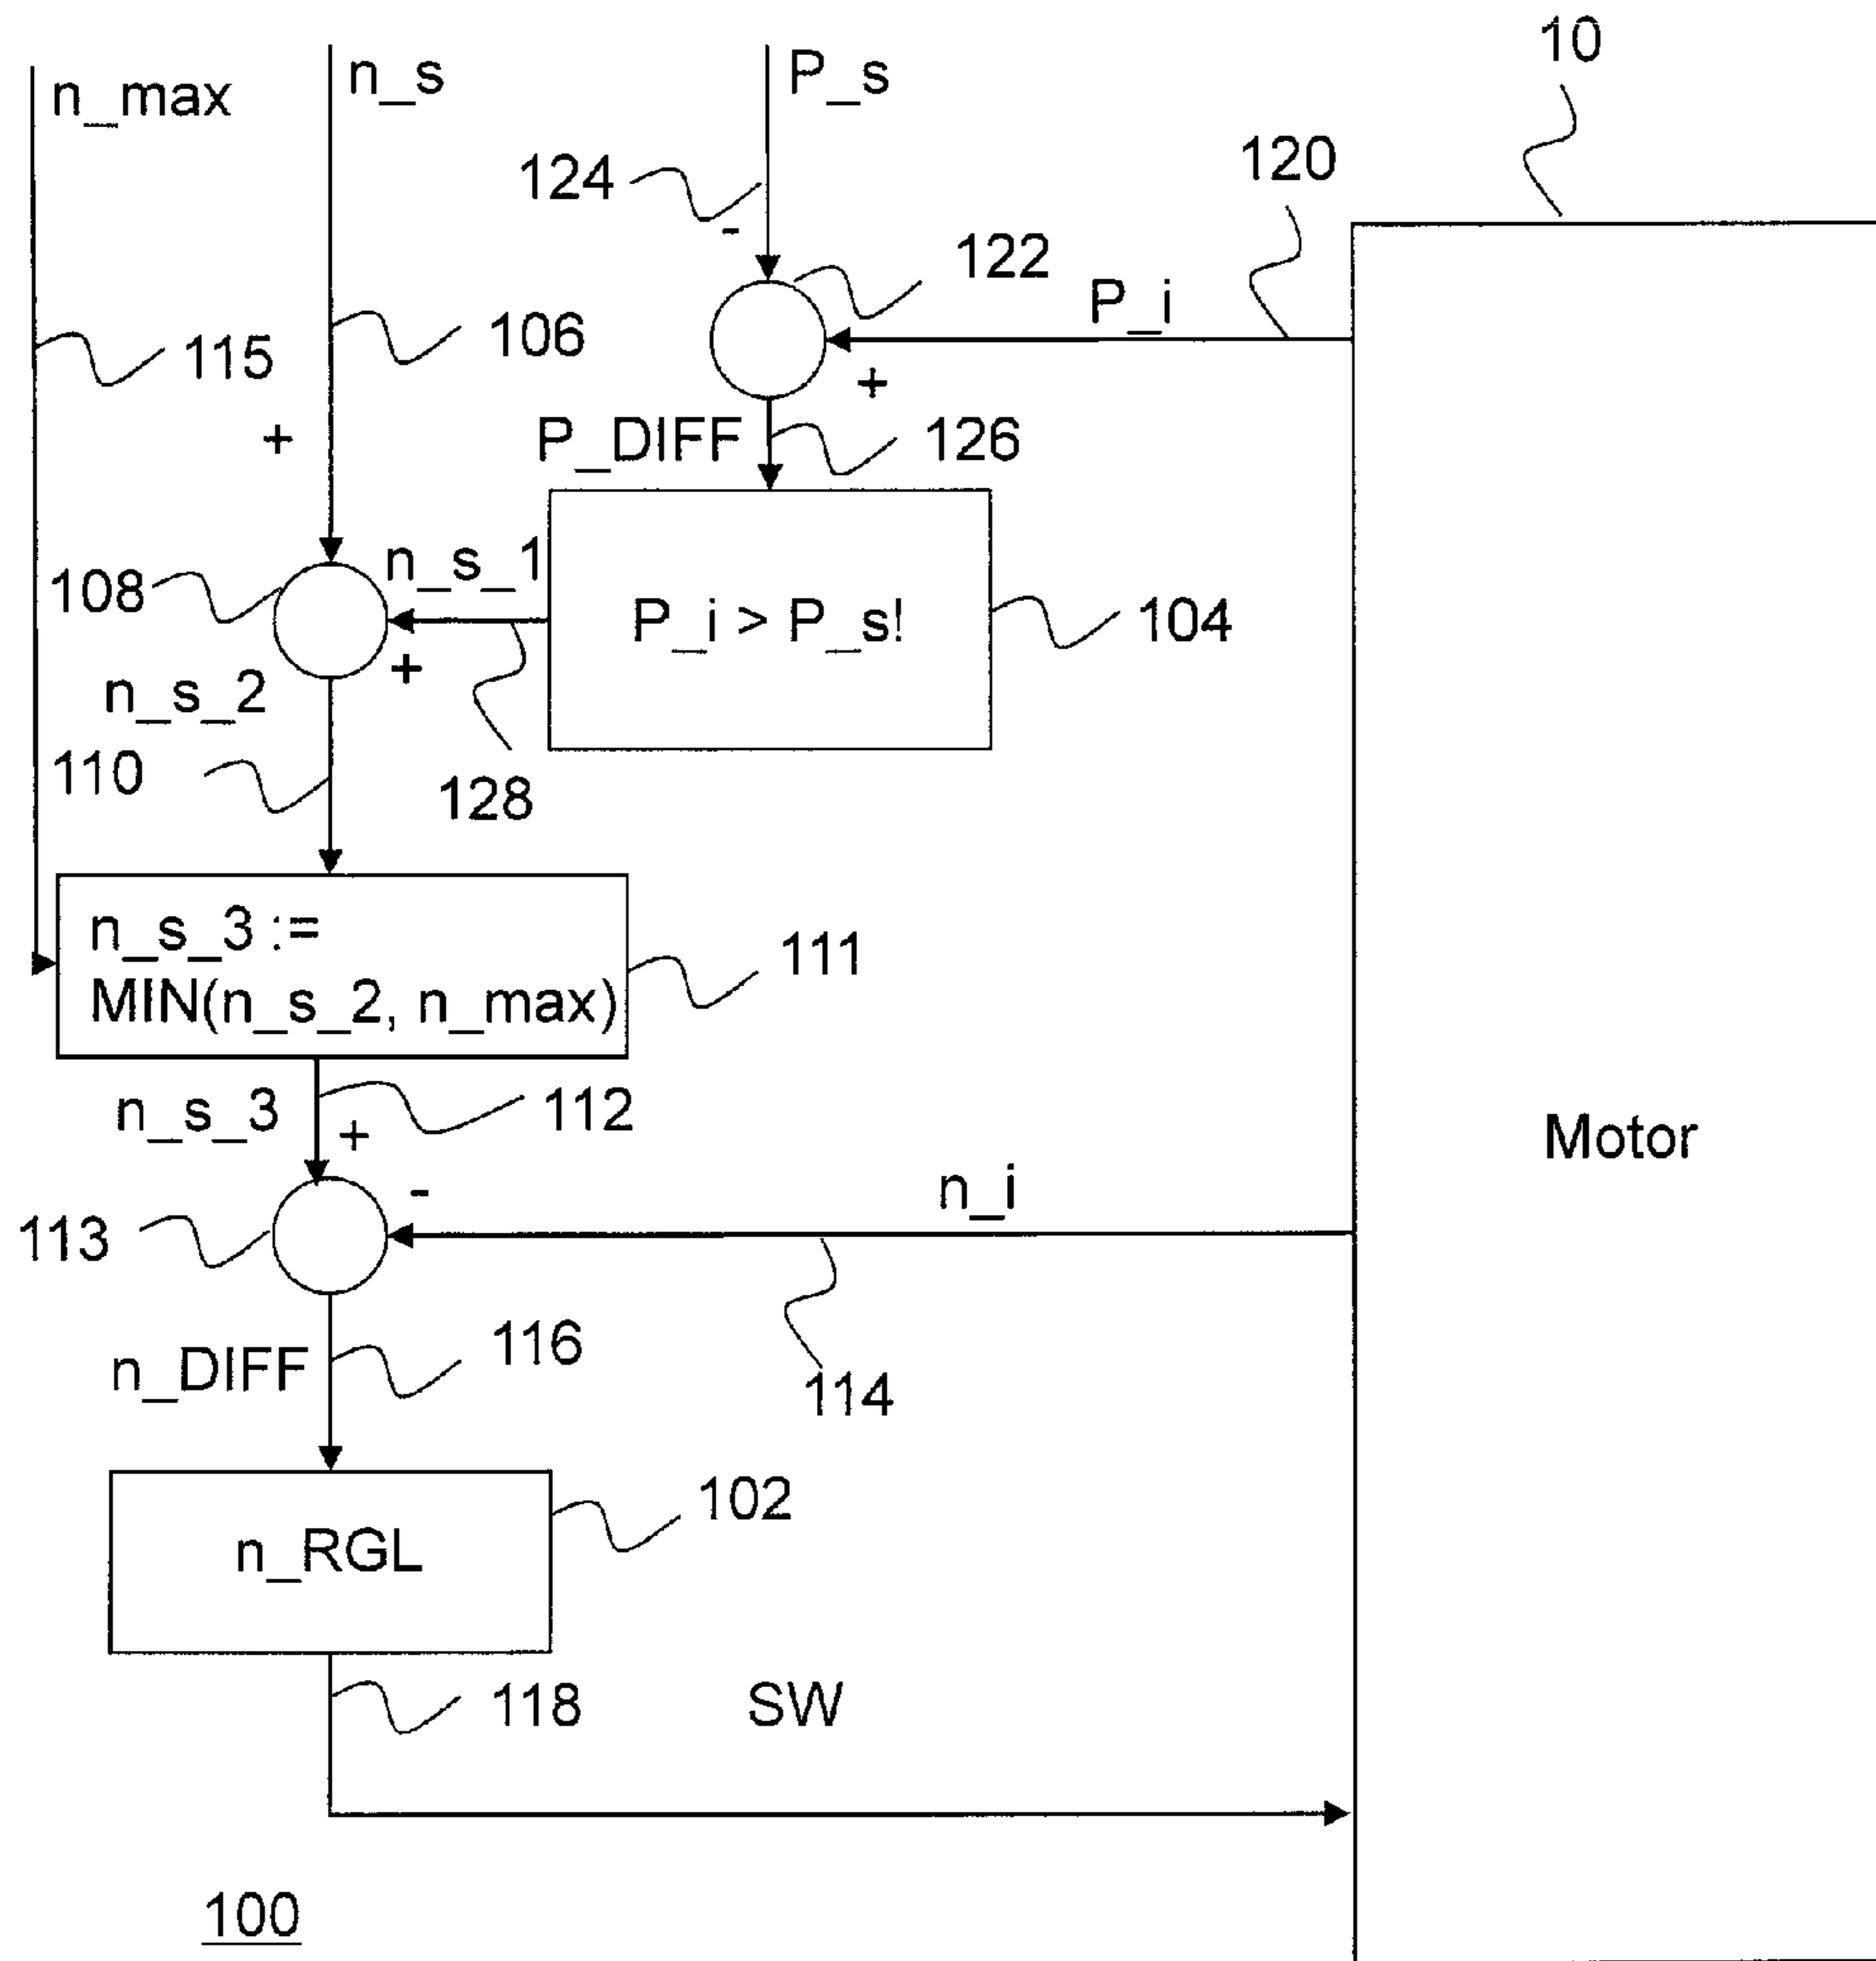 10
n_s
P_s
n_max
120
124
-
122
P_i
106
115
+
+
P_DIFF
126
n_s_1
108
P_i > P_s!
104
+
n_s_2
110
128
n_s_3 :=
MIN(n_s_2, n_max)
111
n_s_3
112
+
Motor
-
n_i
113
116
n_DIFF
114
102
n_RGL
118
SW
100